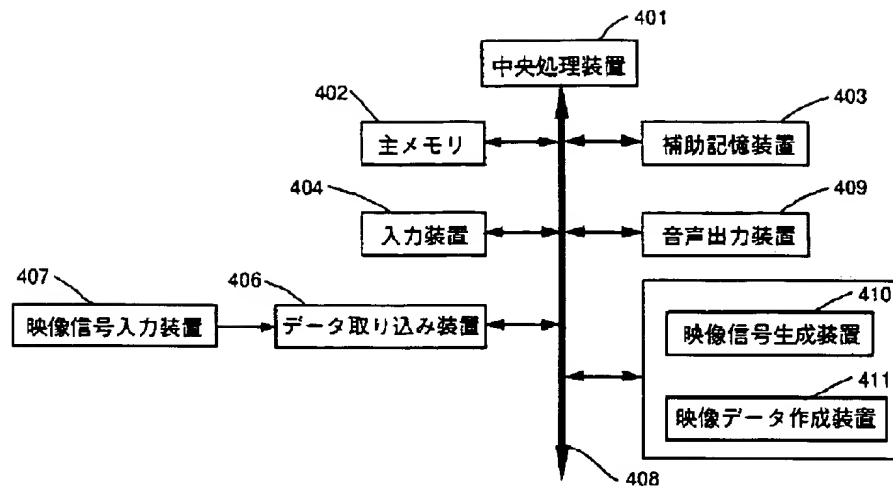 401
中央処理装置
402
主メモリ
403
補助記憶装置
404
入力装置
409
音声出力装置
407
映像信号入力装置
406
データ取り込み装置
410
映像信号生成装置
411
映像データ作成装置
408